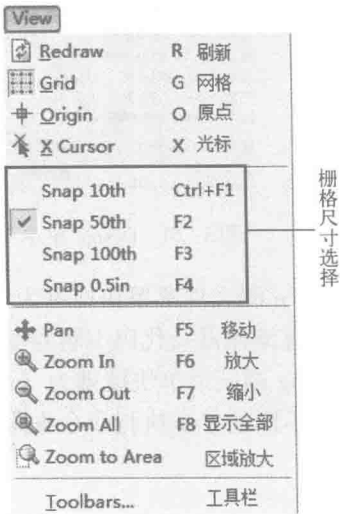 View
Redraw R 刷新
Grid G 网格
Origin O 原点
X Cursor X 光标
Snap 10th Ctrl+F1
Snap 50th F2
Snap 100th F3
Snap 0.5in F4
栅格尺寸选择
Pan F5 移动
Zoom In F6 放大
Zoom Out F7 缩小
Zoom All F8 显示全部
Zoom to Area 区域放大
Toolbars... 工具栏